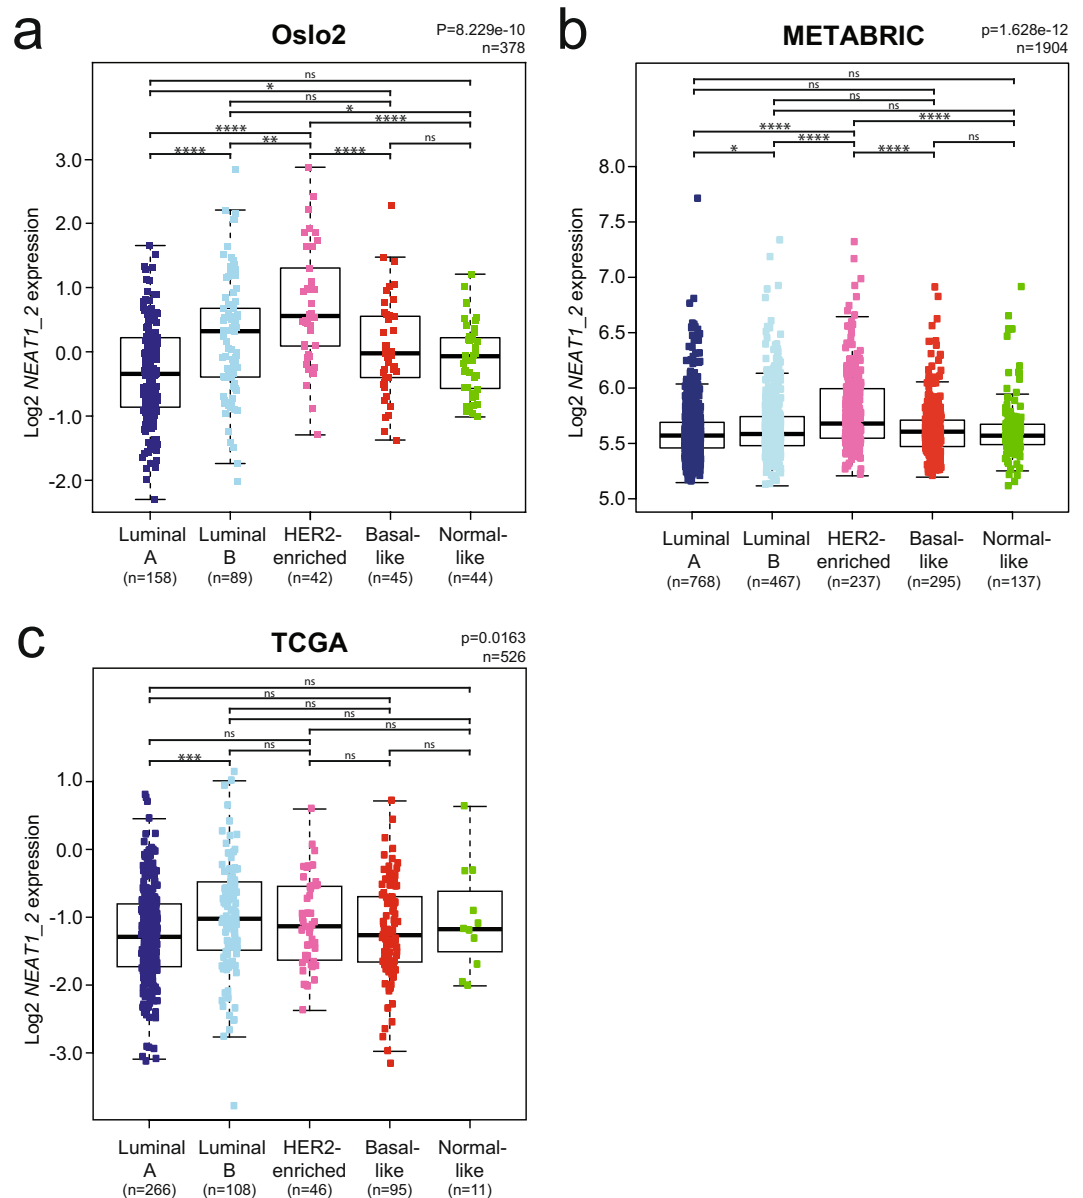 a
Oslo2
P=8.229e-10
n=378
ns
*
ns
*
****
****
**
ns
****
****
3.0
2.0
1.0
0.0
-1.0
-2.0
Log2 NEAT1_2 expression
Luminal A (n=158)
Luminal B (n=89)
HER2-enriched (n=42)
Basal-like (n=45)
Normal-like (n=44)
b
METABRIC
p=1.628e-12
n=1904
ns
ns
ns
ns
****
****
****
ns
*
****
8.0
7.5
7.0
6.5
6.0
5.5
5.0
Log2 NEAT1_2 expression
Luminal A (n=768)
Luminal B (n=467)
HER2-enriched (n=237)
Basal-like (n=295)
Normal-like (n=137)
c
TCGA
p=0.0163
n=526
ns
ns
ns
ns
ns
ns
ns
ns
***
ns
1.0
0.0
-1.0
-2.0
-3.0
Log2 NEAT1_2 expression
Luminal A (n=266)
Luminal B (n=108)
HER2-enriched (n=46)
Basal-like (n=95)
Normal-like (n=11)